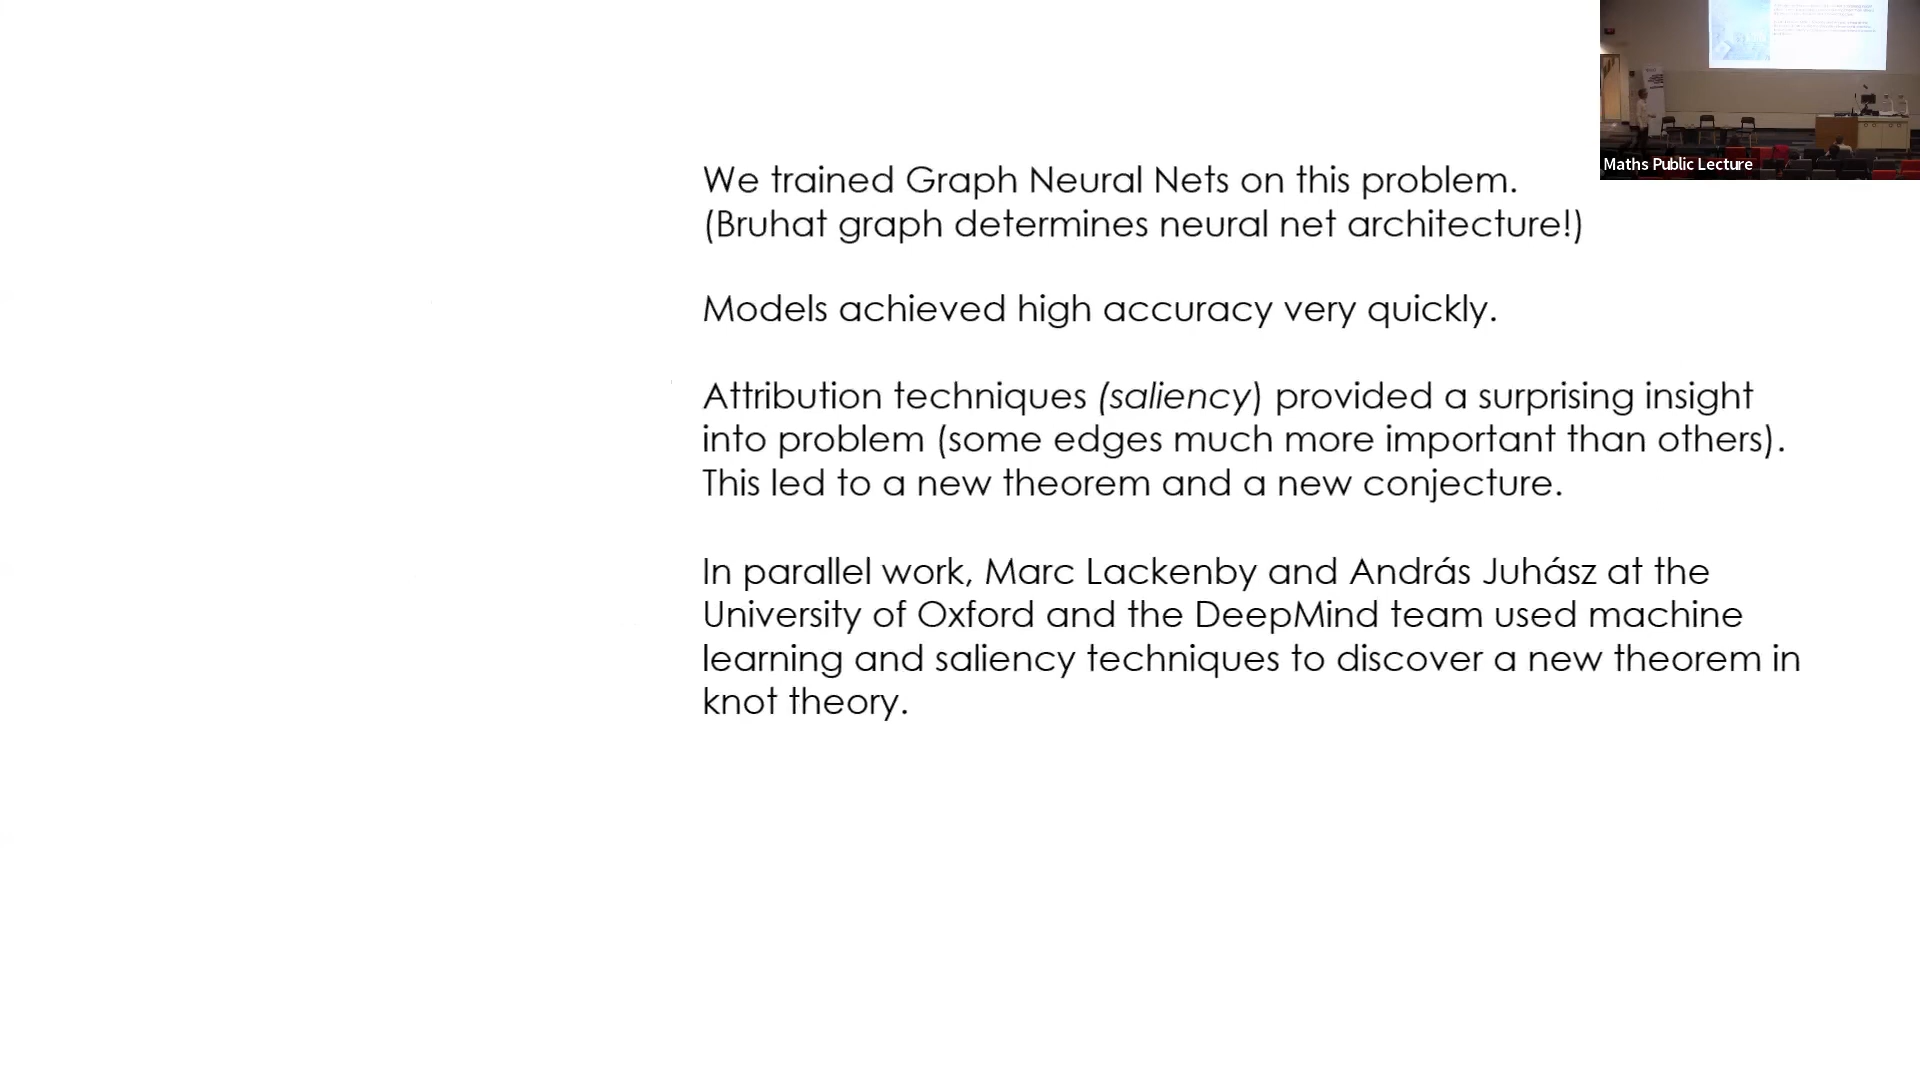 We trained Graph Neural Nets on this problem.
(Bruhat graph determines neural net architecture!)
Models achieved high accuracy very quickly.
Attribution techniques (saliency) provided a surprising insight
into problem (some edges much more important than others).
This led to a new theorem and a new conjecture.
In parallel work, Marc Lackenby and András Juhász at the
University of Oxford and the DeepMind team used machine
learning and saliency techniques to discover a new theorem in
knot theory.
Maths Public Lecture